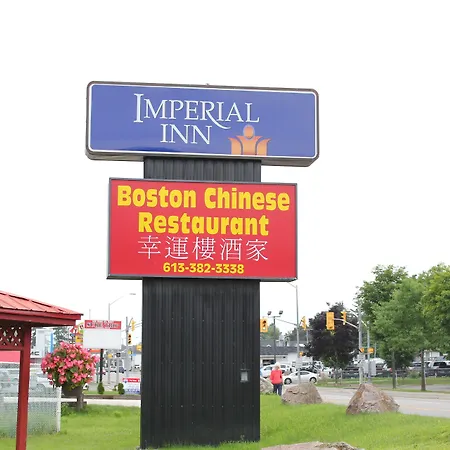 IMPERIAL
INN
Boston Chinese
Restaurant
幸運樓酒家
613-382-3338